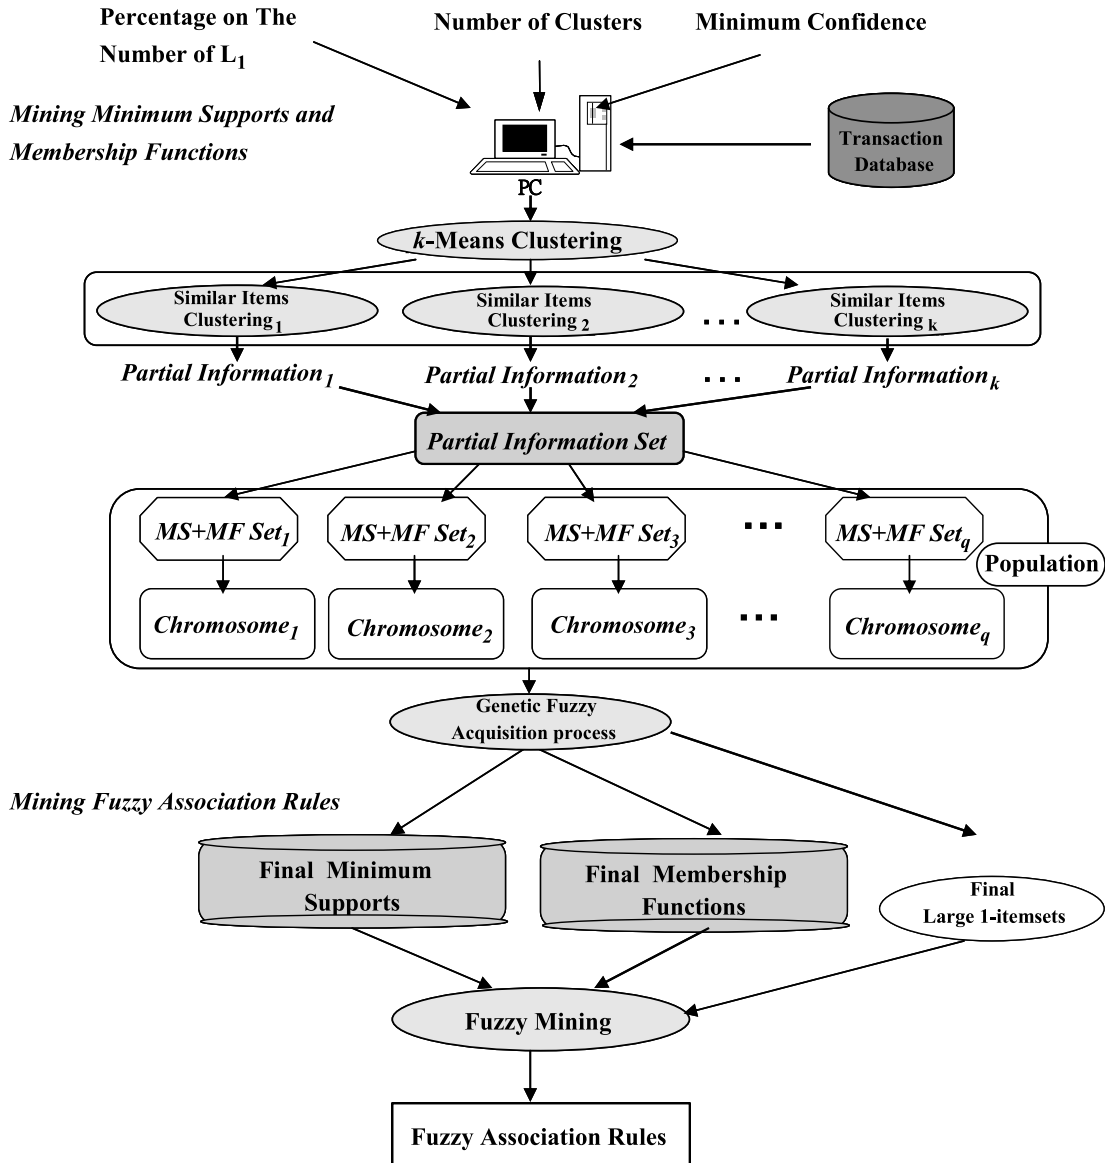 Percentage on The
Number of L1
Number of Clusters
Minimum Confidence
Mining Minimum Supports and
Membership Functions
Transaction
Database
PC
k-Means Clustering
Similar Items
Clustering1
Similar Items
Clustering 2
...
Similar Items
Clustering k
Partial Information1
Partial Information2
...
Partial Informationk
Partial Information Set
MS+MF Set1
MS+MF Set2
MS+MF Set3
...
MS+MF Setq
Population
Chromosome1
Chromosome2
Chromosome3
...
Chromosomeq
Genetic Fuzzy
Acquisition process
Mining Fuzzy Association Rules
Final Minimum
Supports
Final Membership
Functions
Final
Large 1-itemsets
Fuzzy Mining
Fuzzy Association Rules